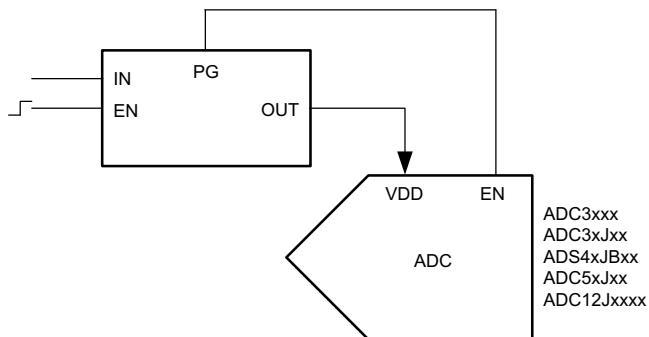 PG
IN
EN
OUT
VDD
EN
ADC
ADC3xxx
ADC3xJxx
ADS4xJBxx
ADC5xJxx
ADC12Jxxxx